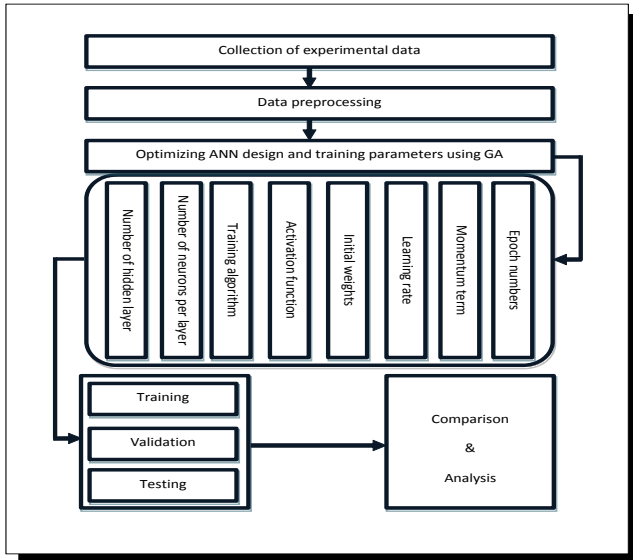 Collection of experimental data
Data preprocessing
Optimizing ANN design and training parameters using GA
Number of hidden layer
Number of neurons per layer
Training algorithm
Activation function
Initial weights
Learning rate
Momentum term
Epoch numbers
Training
Validation
Testing
Comparison
&
Analysis